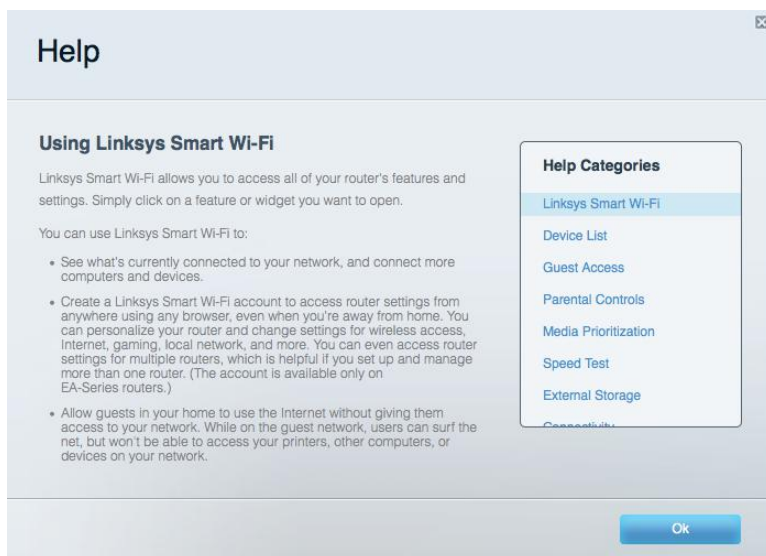 Help
Using Linksys Smart Wi-Fi
Linksys Smart Wi-Fi allows you to access all of your router's features and
settings. Simply click on a feature or widget you want to open.
You can use Linksys Smart Wi-Fi to:
• See what's currently connected to your network, and connect more
computers and devices.
• Create a Linksys Smart Wi-Fi account to access router settings from
anywhere using any browser, even when you're away from home. You
can personalize your router and change settings for wireless access,
Internet, gaming, local network, and more. You can even access router
settings for multiple routers, which is helpful if you set up and manage
more than one router. (The account is available only on
EA-Series routers.)
• Allow guests in your home to use the Internet without giving them
access to your network. While on the guest network, users can surf the
net, but won't be able to access your printers, other computers, or
devices on your network.
Help Categories
Linksys Smart Wi-Fi
Device List
Guest Access
Parental Controls
Media Prioritization
Speed Test
External Storage
Connectivity
Ok